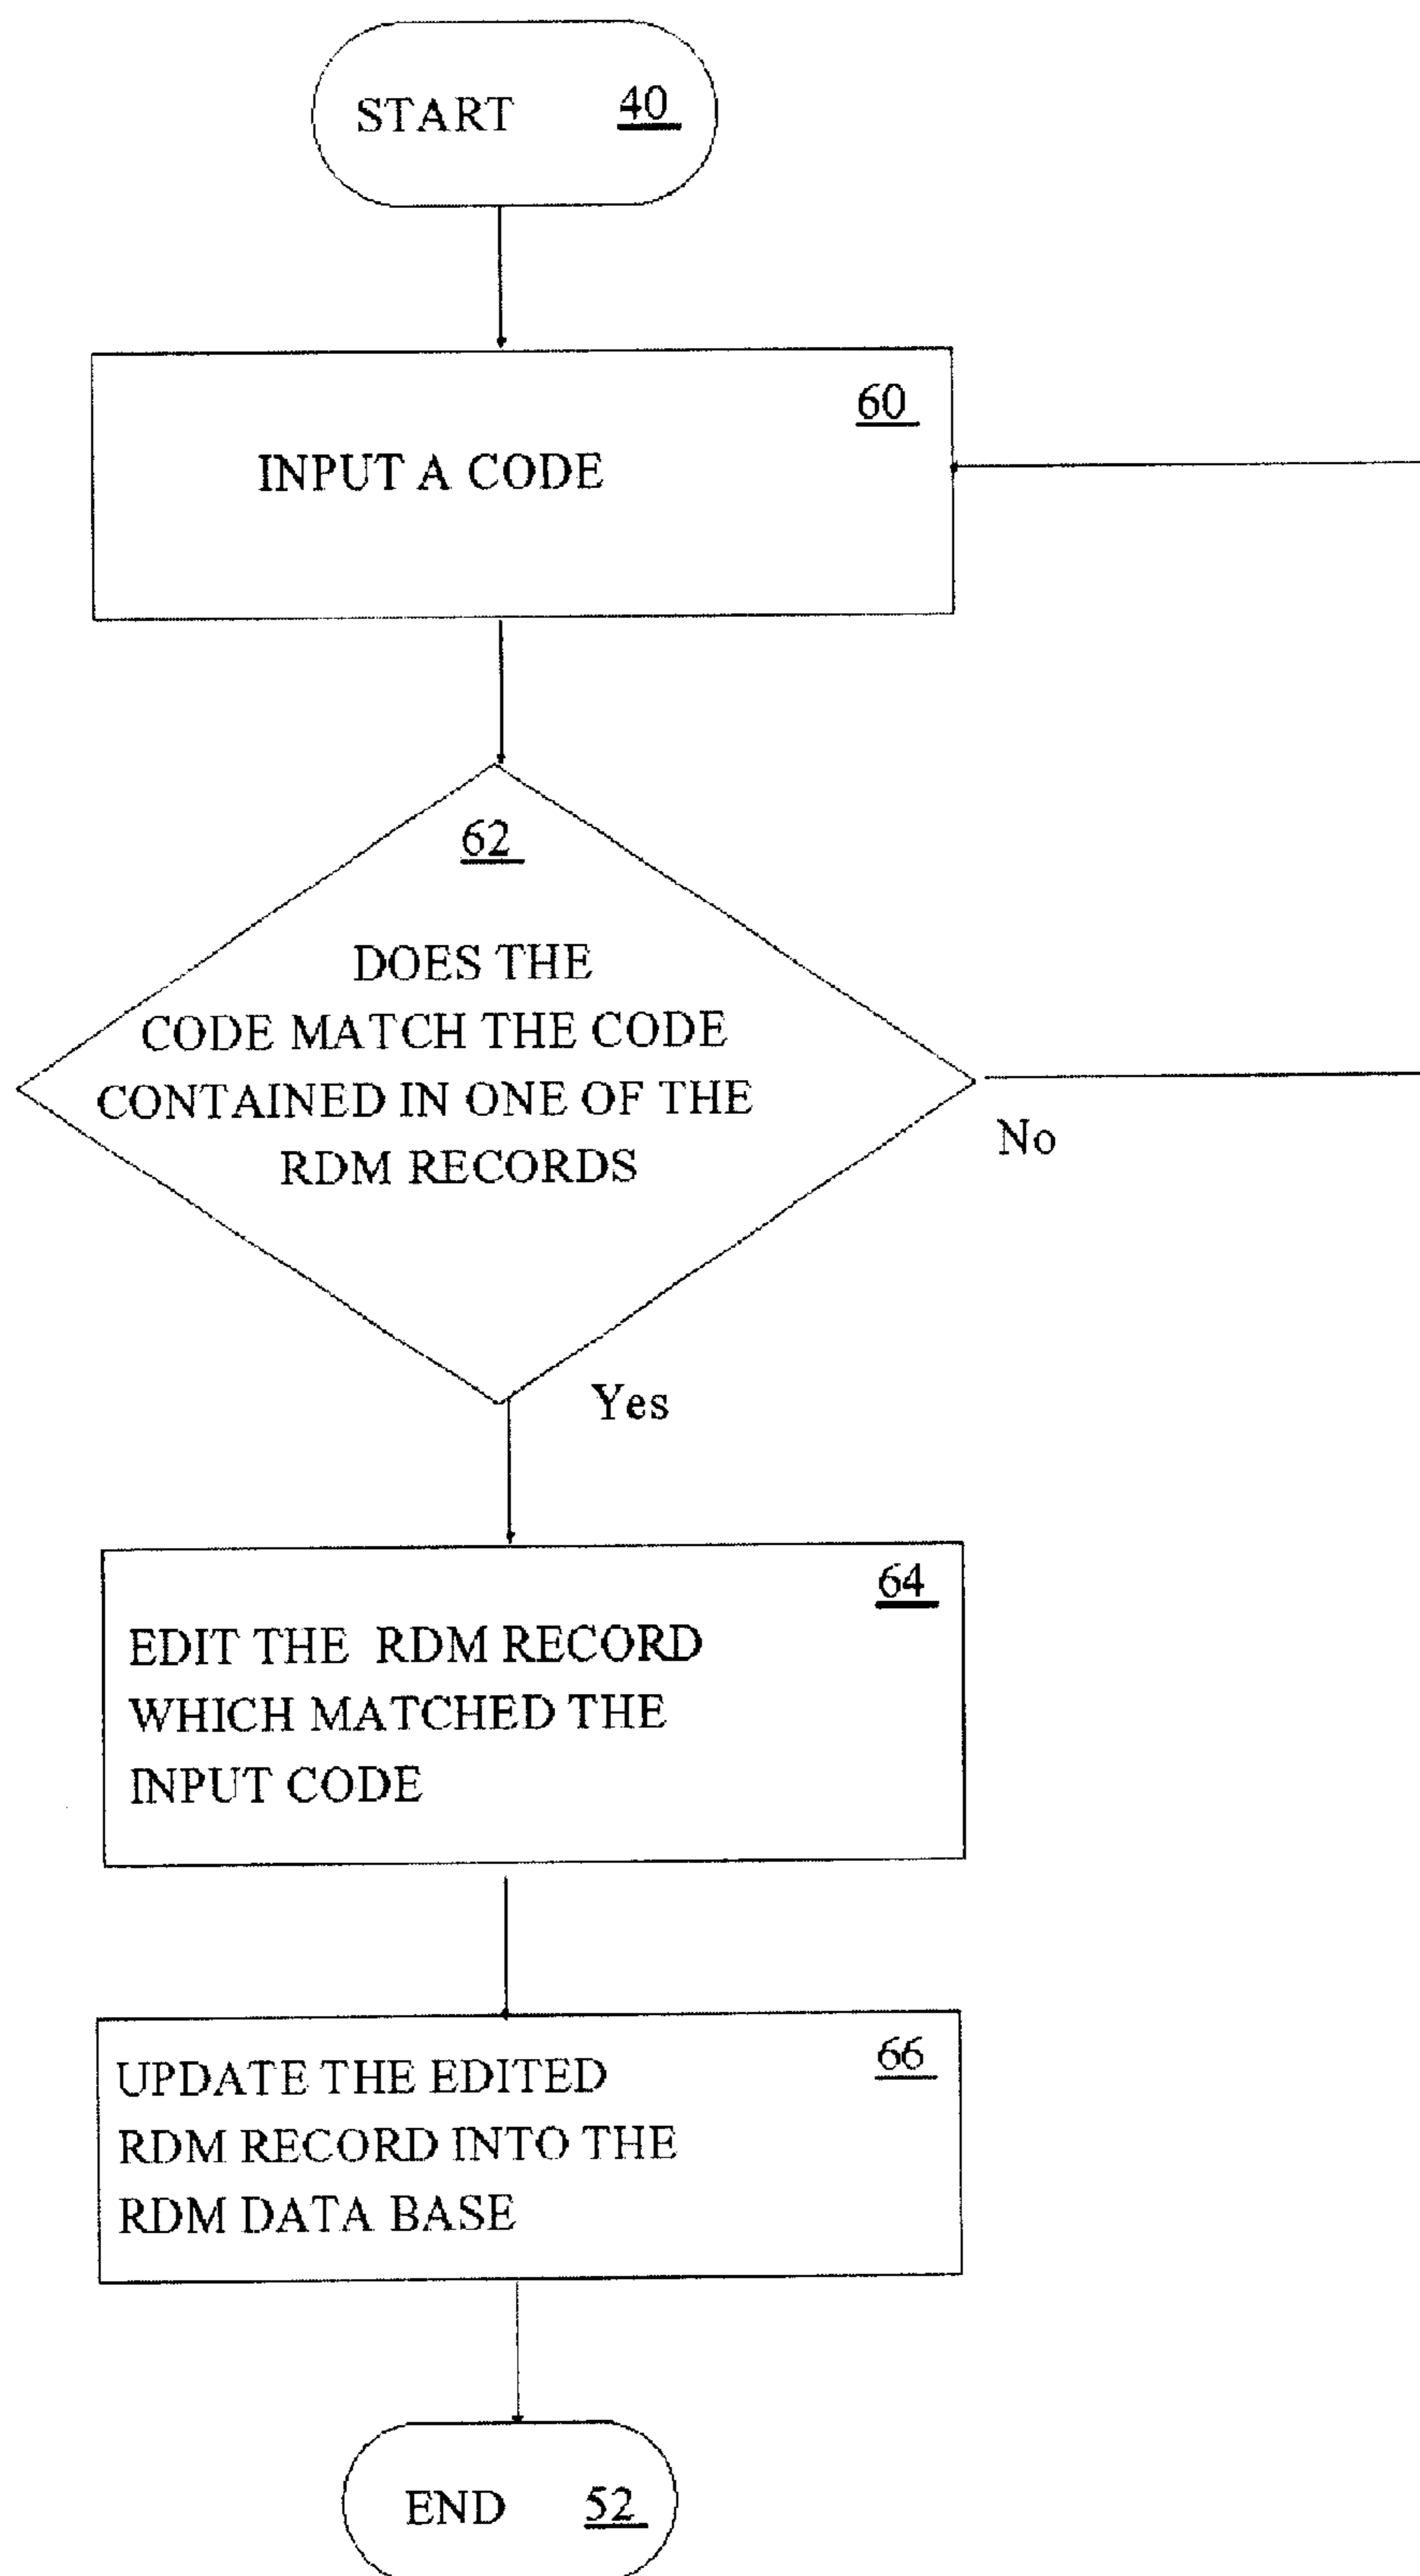 START 40
60
INPUT A CODE
62
DOES THE
CODE MATCH THE CODE
CONTAINED IN ONE OF THE
RDM RECORDS
No
Yes
64
EDIT THE RDM RECORD
WHICH MATCHED THE
INPUT CODE
66
UPDATE THE EDITED
RDM RECORD INTO THE
RDM DATA BASE
END 52